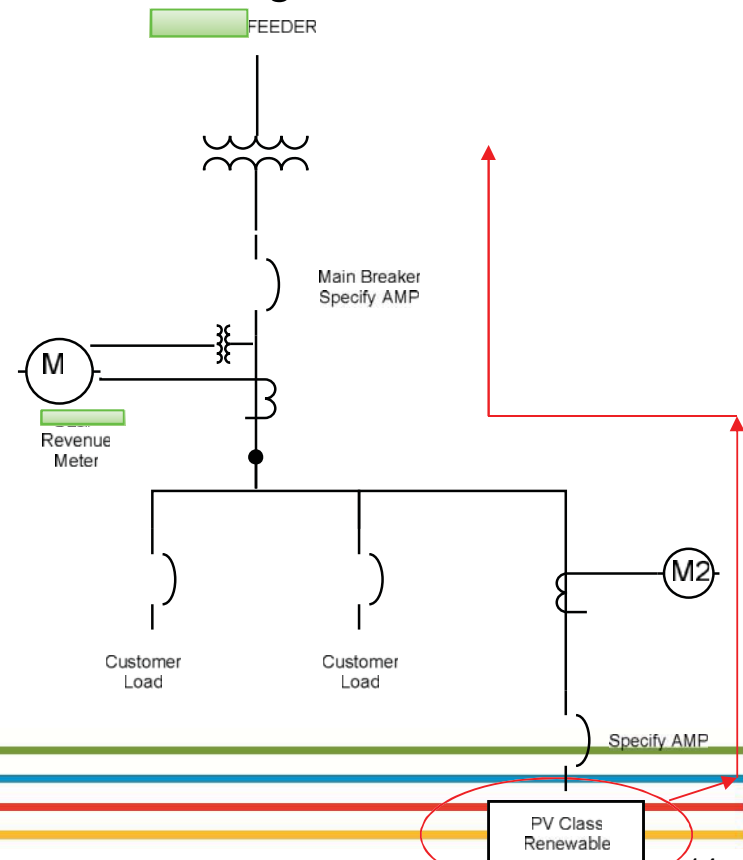 FEEDER
Main Breaker
Specify AMP
M
Revenue
Meter
M2
Customer
Load
Customer
Load
Specify AMP
PV Class
Renewable